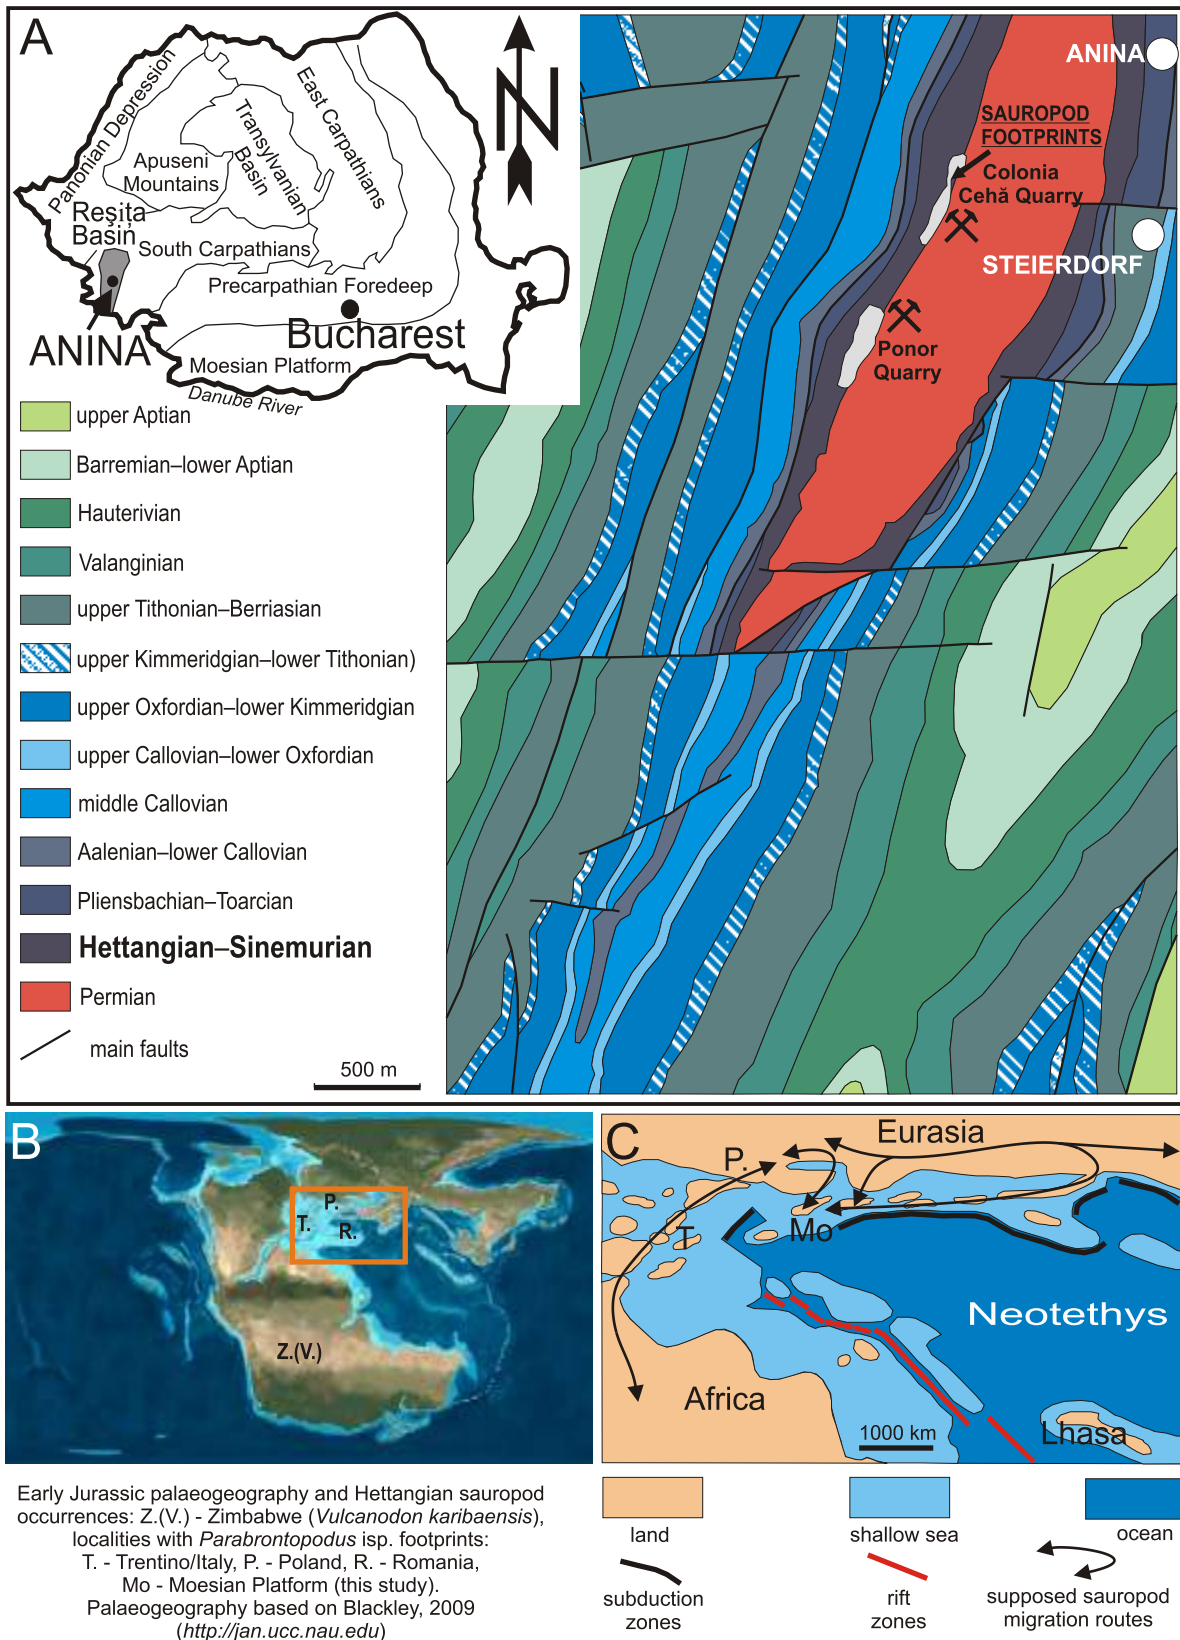 A
N
Panonian Depression
Apuseni
Mountains
Transylvanian
Basin
East Carpathians
Reşiţa
Basin
South Carpathians
Precarpathian Foredeep
Bucharest
ANINA
Moesian Platform
Danube River
ANINA
SAUROPOD
FOOTPRINTS
Colonia
Cehă Quarry
STEIERDORF
Ponor
Quarry
upper Aptian
Barremian–lower Aptian
Hauterivian
Valanginian
upper Tithonian–Berriasian
upper Kimmeridgian–lower Tithonian)
upper Oxfordian–lower Kimmeridgian
upper Callovian–lower Oxfordian
middle Callovian
Aalenian–lower Callovian
Pliensbachian–Toarcian
Hettangian–Sinemurian
Permian
main faults
500 m
B
P.
T.
R.
Z.(V.)
C
Eurasia
P.
T
Mo
Neotethys
Africa
1000 km
Lhasa
Early Jurassic palaeogeography and Hettangian sauropod
occurrences: Z.(V.) - Zimbabwe (Vulcanodon karibaensis),
localities with Parabrontopodus isp. footprints:
T. - Trentino/Italy, P. - Poland, R. - Romania,
Mo - Moesian Platform (this study).
Palaeogeography based on Blackley, 2009
(http://jan.ucc.nau.edu)
land
shallow sea
ocean
subduction
zones
rift
zones
supposed sauropod
migration routes